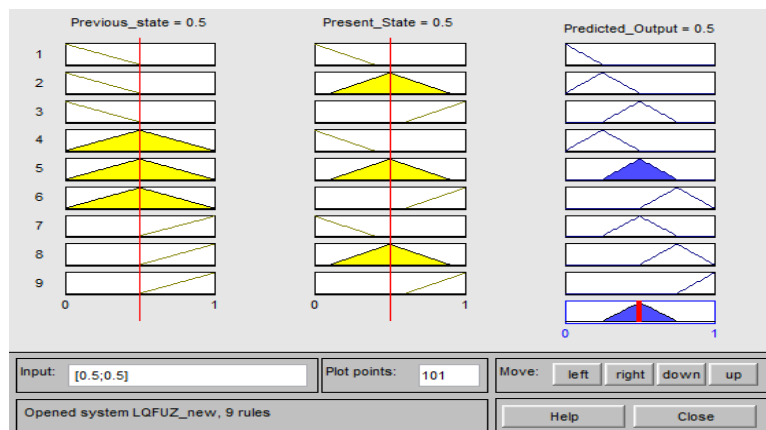 Previous_state = 0.5
Present_State = 0.5
Predicted_Output = 0.5
1
2
3
4
5
6
7
8
9
0 1
0 1
0 1
Input: [0.5;0.5]
Plot points: 101
Move: left right down up
Opened system LQFUZ_new, 9 rules
Help Close